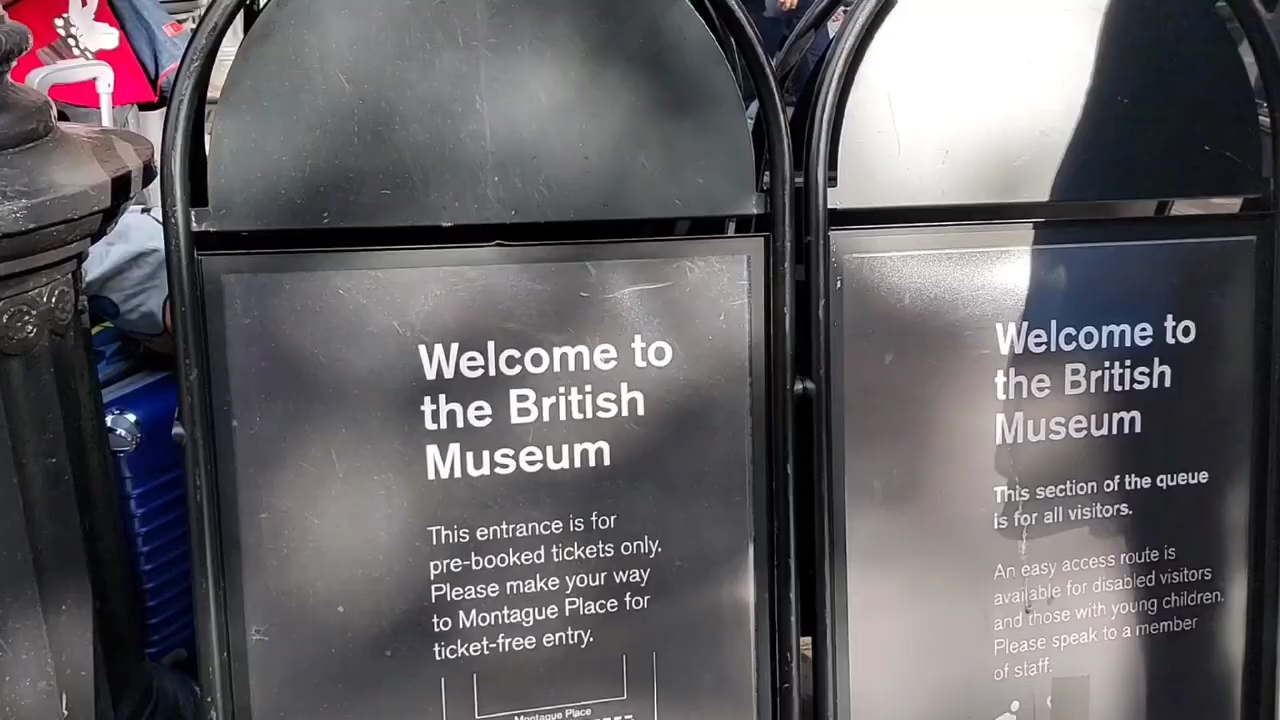 Welcome to
the British
Museum
This entrance is for
pre-booked tickets only.
Please make your way
to Montague Place for
ticket-free entry.
Montague Place
Welcome to
the British
Museum
This section of the queue
is for all visitors.
An easy access route is
available for disabled visitors
and those with young children.
Please speak to a member
of staff.